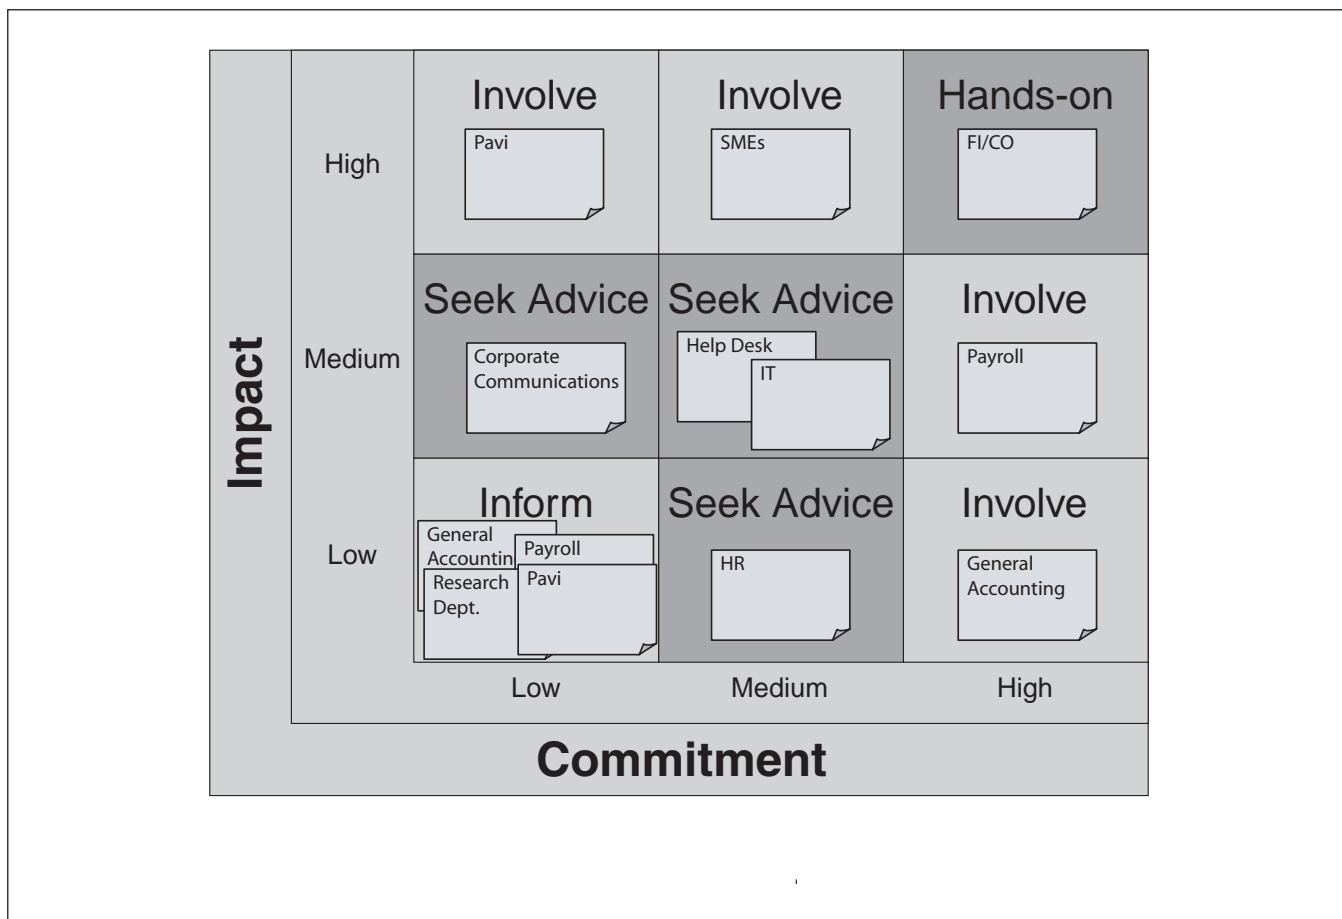 Involve
Involve
Hands-on
Pavi
SMEs
FI/CO
High
Seek Advice
Seek Advice
Involve
Medium
Corporate
Communications
Help Desk
IT
Payroll
Impact
Inform
Seek Advice
Involve
Low
General
Accountin
Payroll
Research
Dept.
Pavi
HR
General
Accounting
Low
Medium
High
Commitment